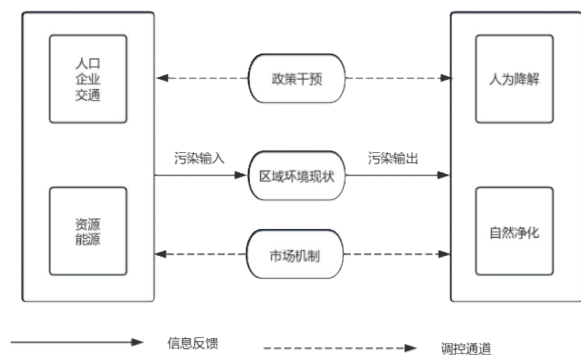 人口
企业
交通
政策干预
人为降解
污染输入
区域环境现状
污染输出
资源
能源
市场机制
自然净化
信息反馈
调控通道